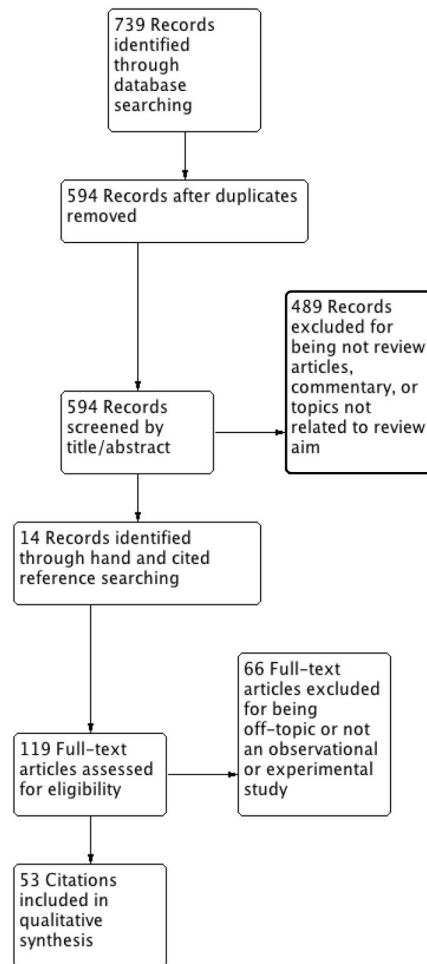 739 Records
identified
through
database
searching
594 Records after duplicates
removed
489 Records
excluded for
being not review
articles,
commentary, or
topics not
related to review
aim
594 Records
screened by
title/abstract
14 Records identified
through hand and cited
reference searching
66 Full-text
articles excluded
for being
off-topic or not
an observational
or experimental
study
119 Full-text
articles assessed
for eligibility
53 Citations
included in
qualitative
synthesis